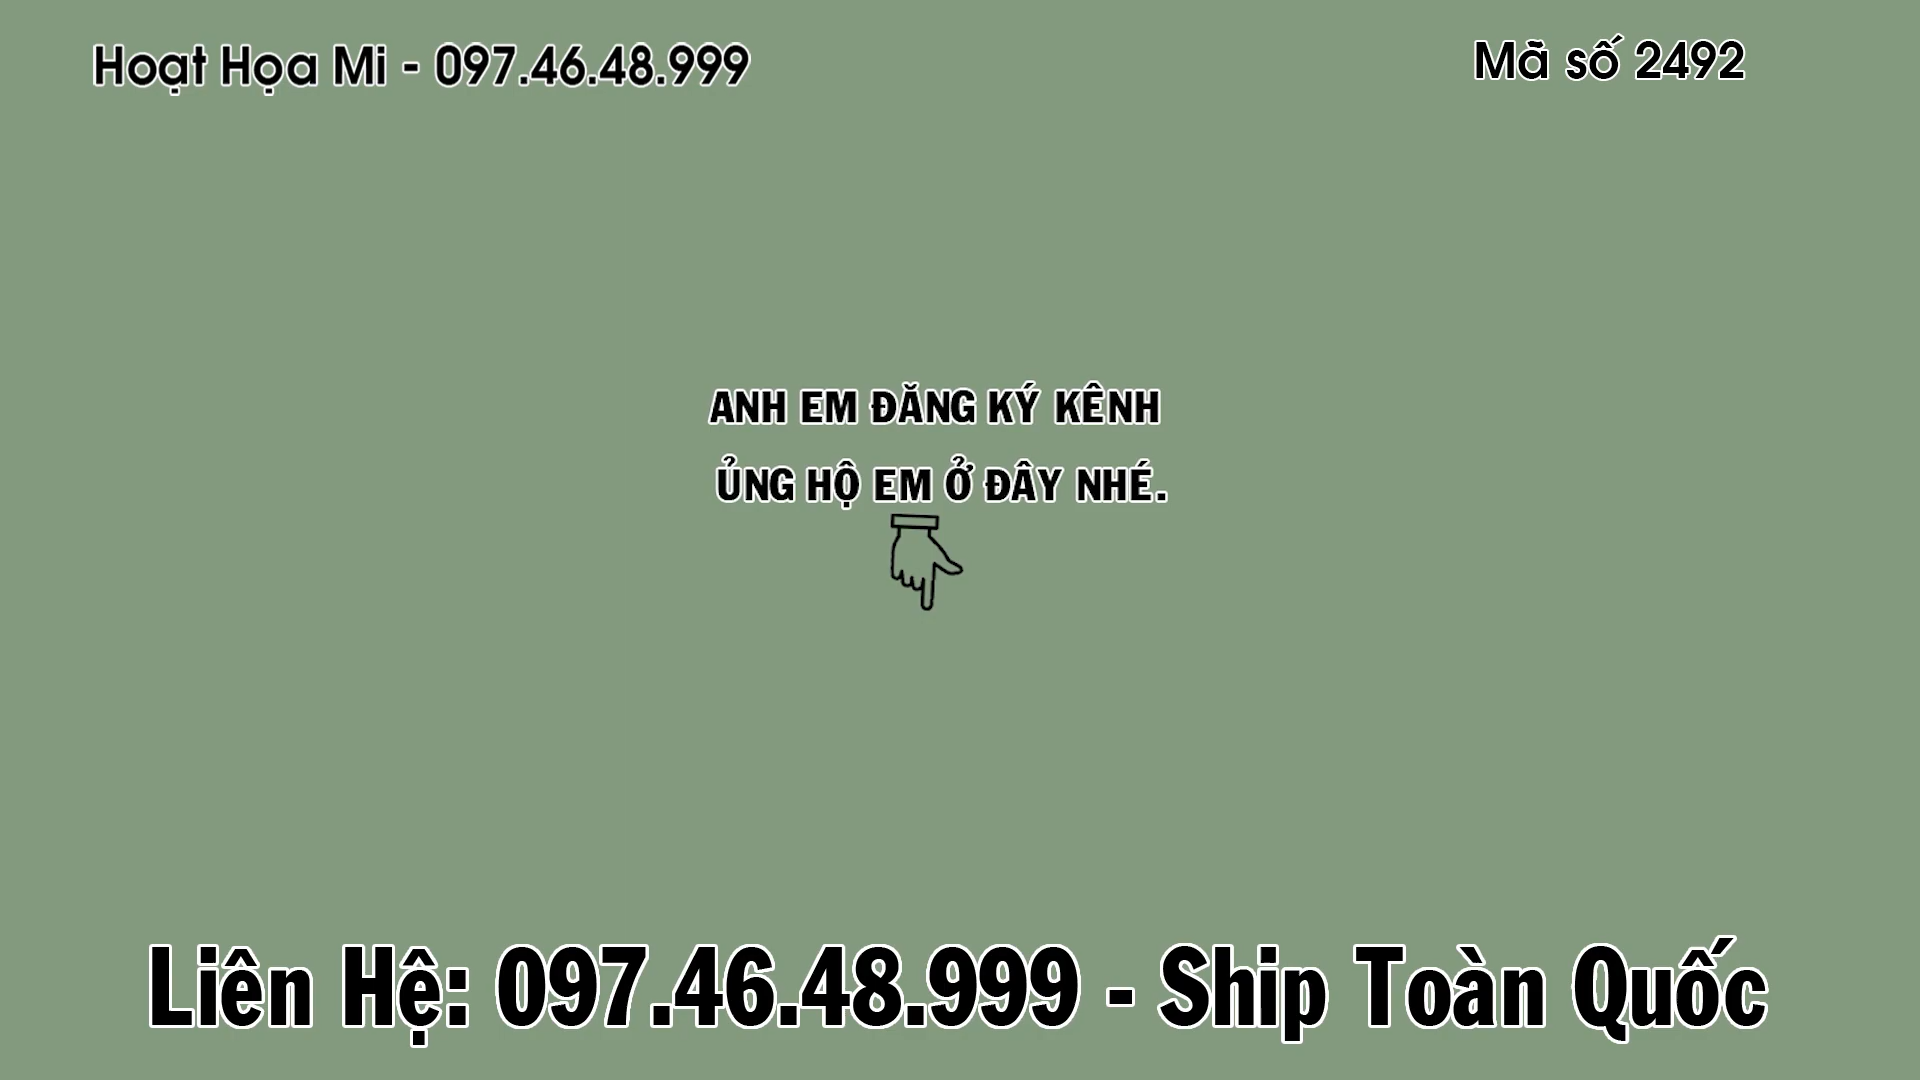 Hoạt Họa Mi - 097.46.48.999
Mã số 2492
ANH EM ĐĂNG KÝ KÊNH
ỦNG HỘ EM Ở ĐÂY NHÉ.
Liên Hệ: 097.46.48.999 - Ship Toàn Quốc